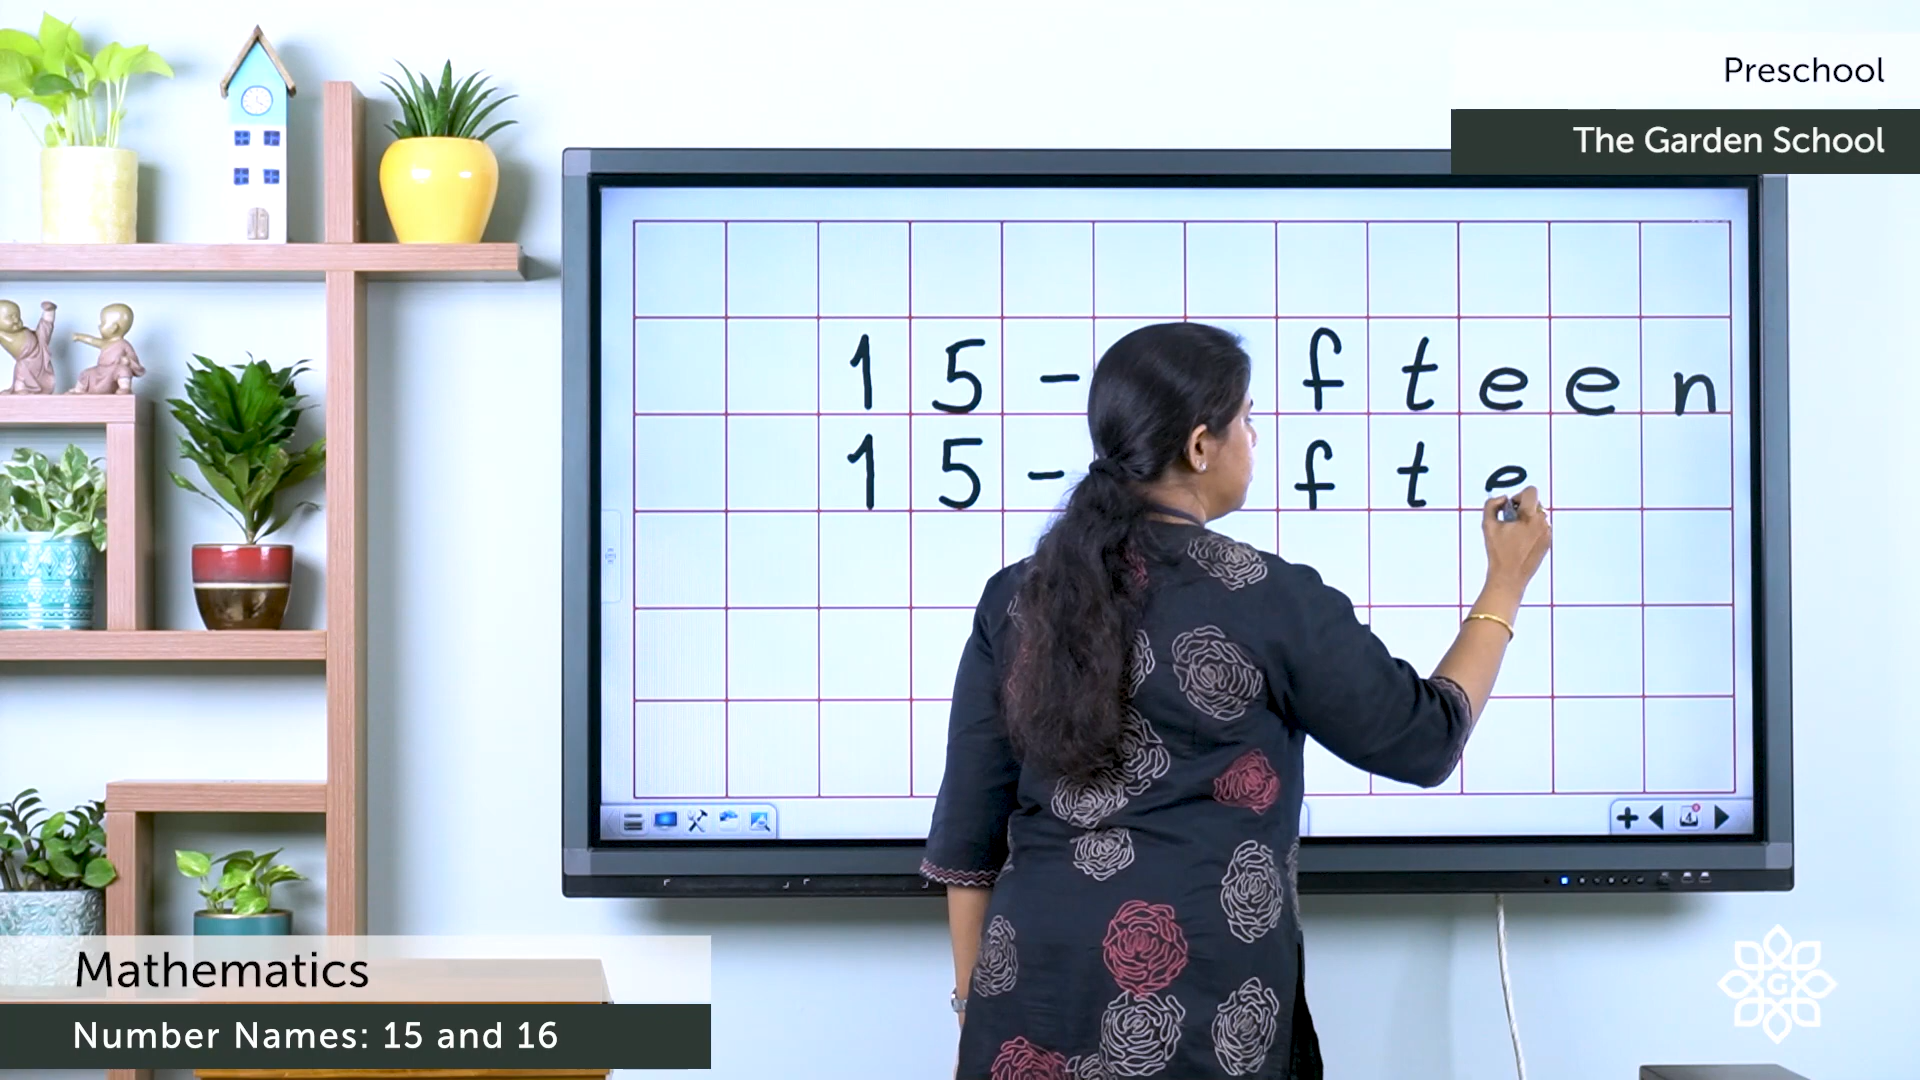 Preschool
The Garden School
1 5 - f t e e n
1 5 - f t e
Mathematics
Number Names: 15 and 16